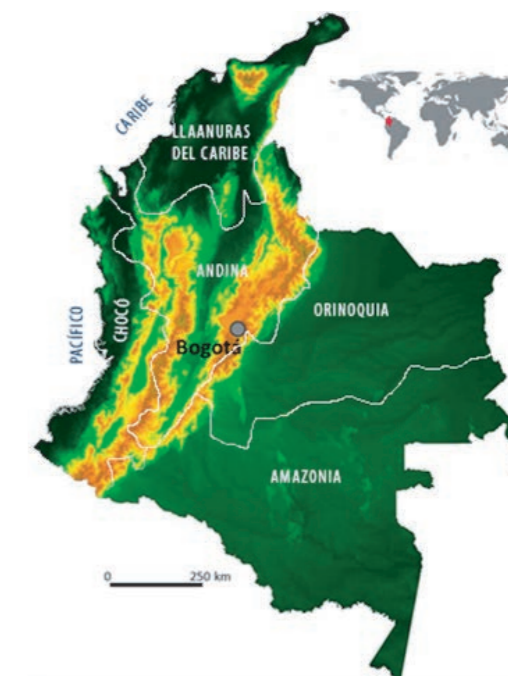 CARIBE
LLAANURAS
DEL CARIBE
ANDINA
ORINOQUIA
PACÍFICO
CHOCÓ
Bogotá
AMAZONIA
0 250 km